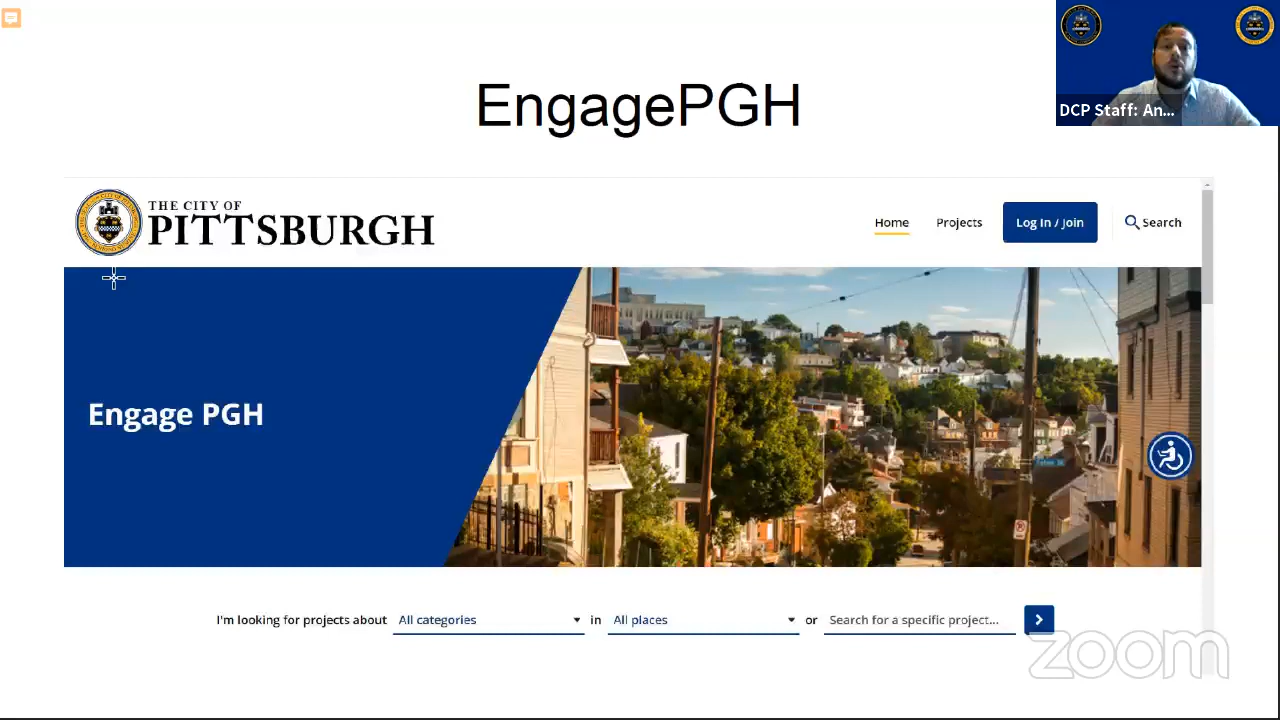 EngagePGH
DCP Staff: An...
THE CITY OF
PITTSBURGH
Home
Projects
Log In / Join
Search
Engage PGH
I'm looking for projects about
All categories
in
All places
or
Search for a specific project...
zoom